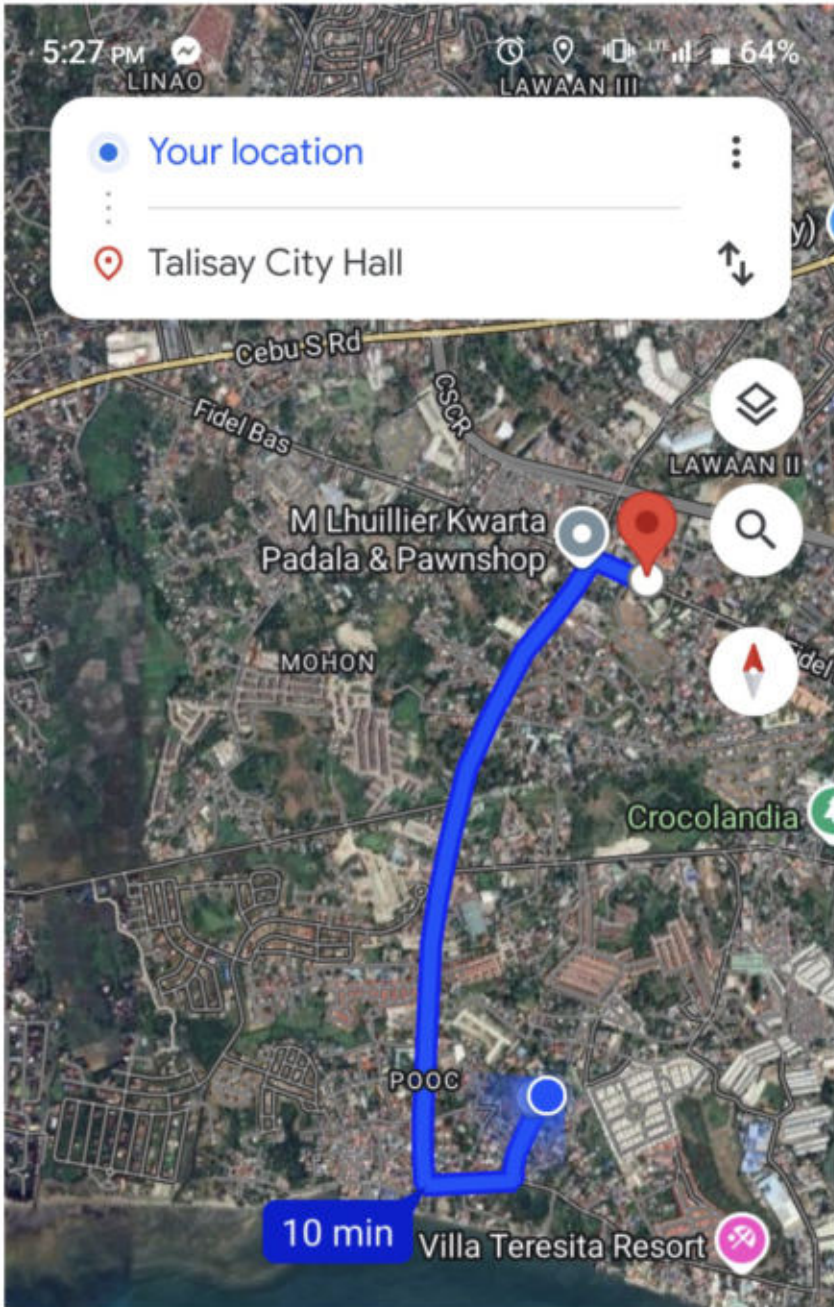 5:27 PM
LTE
64%
LINAO
LAWAAN III
Your location
y)
Talisay City Hall
Cebu S Rd
Fidel Bas
CSCR
LAWAAN II
M Lhuillier Kwarta
Padala & Pawnshop
MOHON
Fidel
Crocolandia
POOC
10 min
Villa Teresita Resort